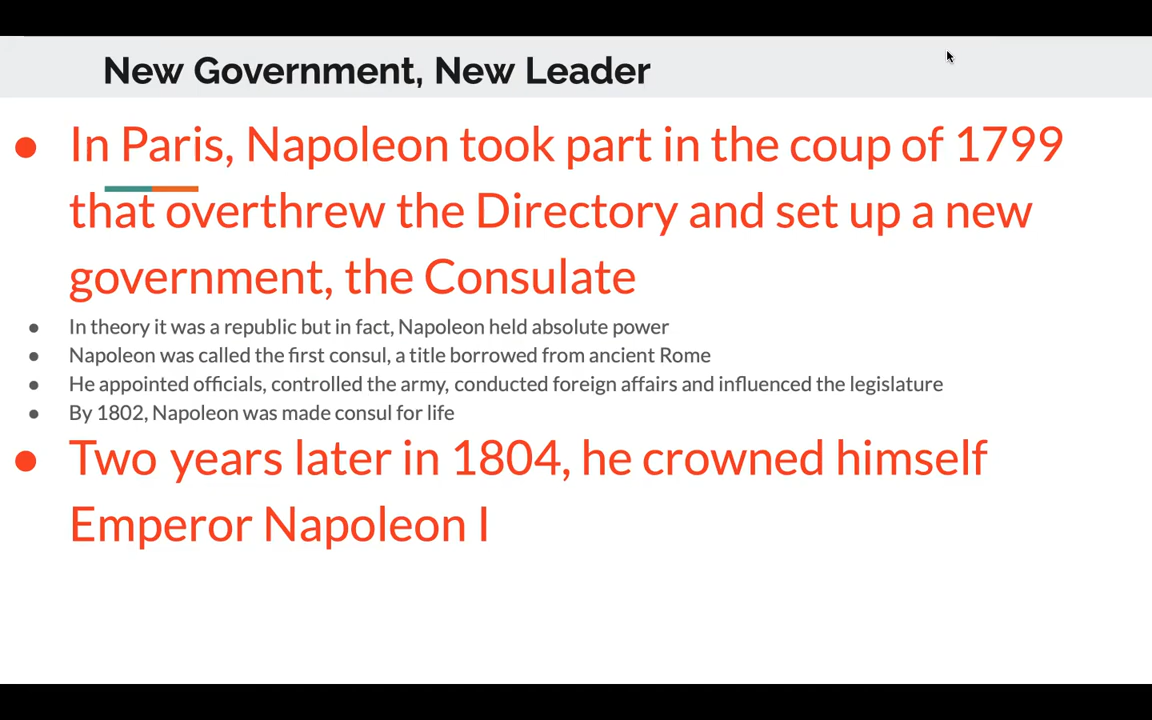 New Government, New Leader
● In Paris, Napoleon took part in the coup of 1799
that overthrew the Directory and set up a new
government, the Consulate
● In theory it was a republic but in fact, Napoleon held absolute power
● Napoleon was called the first consul, a title borrowed from ancient Rome
● He appointed officials, controlled the army, conducted foreign affairs and influenced the legislature
● By 1802, Napoleon was made consul for life
● Two years later in 1804, he crowned himself
Emperor Napoleon I